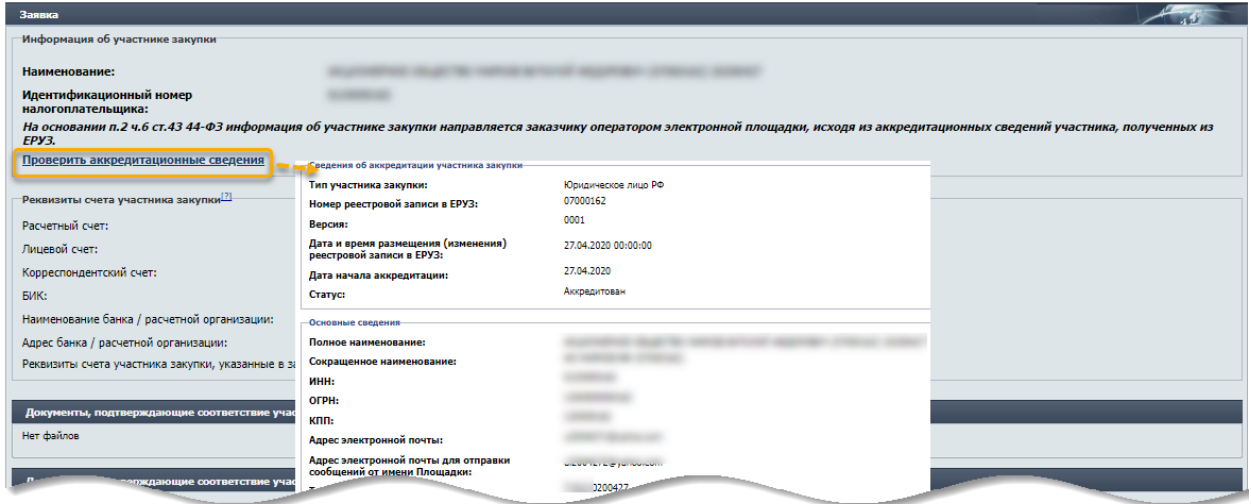 Заявка
Информация об участнике закупки
Наименование:
Идентификационный номер
налогоплательщика:
На основании п.2 ч.6 ст.43 44-ФЗ информация об участнике закупки направляется заказчику оператором электронной площадки, исходя из аккредитационных сведений участника, полученных из
ЕРУЗ.
Проверить аккредитационные сведения
Реквизиты счета участника закупки[?]
Расчетный счет:
Лицевой счет:
Корреспондентский счет:
БИК:
Наименование банка / расчетной организации:
Адрес банка / расчетной организации:
Реквизиты счета участника закупки, указанные в
Документы, подтверждающие соответствие
Нет файлов
соответствие
Сведения об аккредитации участника закупки
Тип участника закупки: Юридическое лицо РФ
Номер реестровой записи в ЕРУЗ: 07000162
Версия: 0001
Дата и время размещения (изменения)
реестровой записи в ЕРУЗ: 27.04.2020 00:00:00
Дата начала аккредитации: 27.04.2020
Статус: Аккредитован
Основные сведения
Полное наименование:
Сокращенное наименование:
ИНН:
ОГРН:
КПП:
Адрес электронной почты:
Адрес электронной почты для отправки
сообщений от имени Площадки: